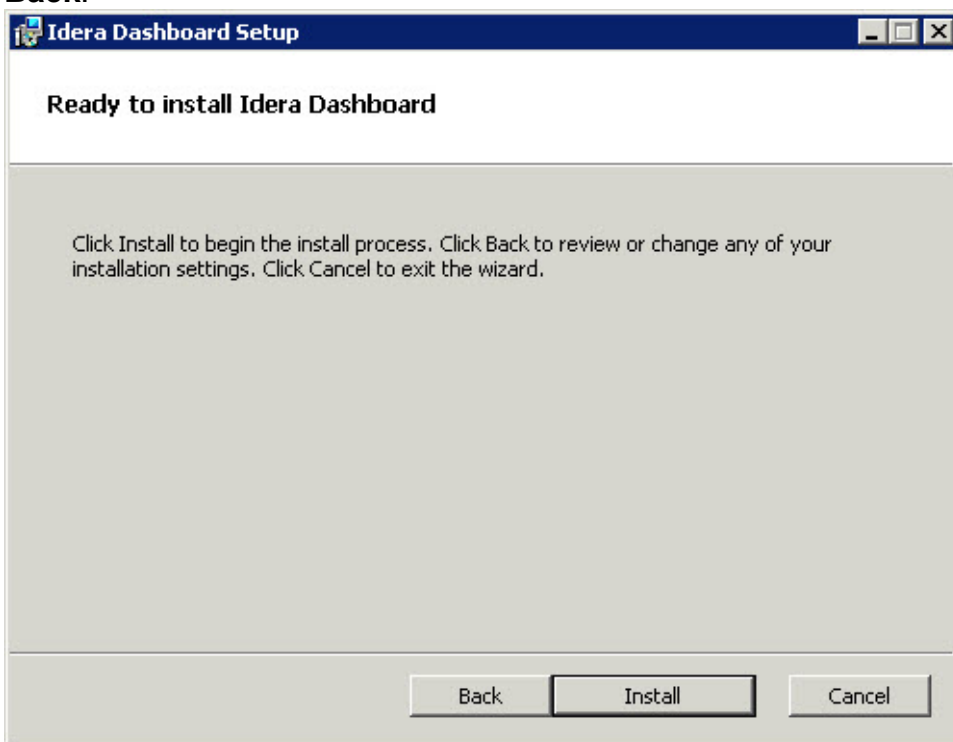 Back.
Idera Dashboard Setup
Ready to install Idera Dashboard
Click Install to begin the install process. Click Back to review or change any of your
installation settings. Click Cancel to exit the wizard.
Back Install Cancel